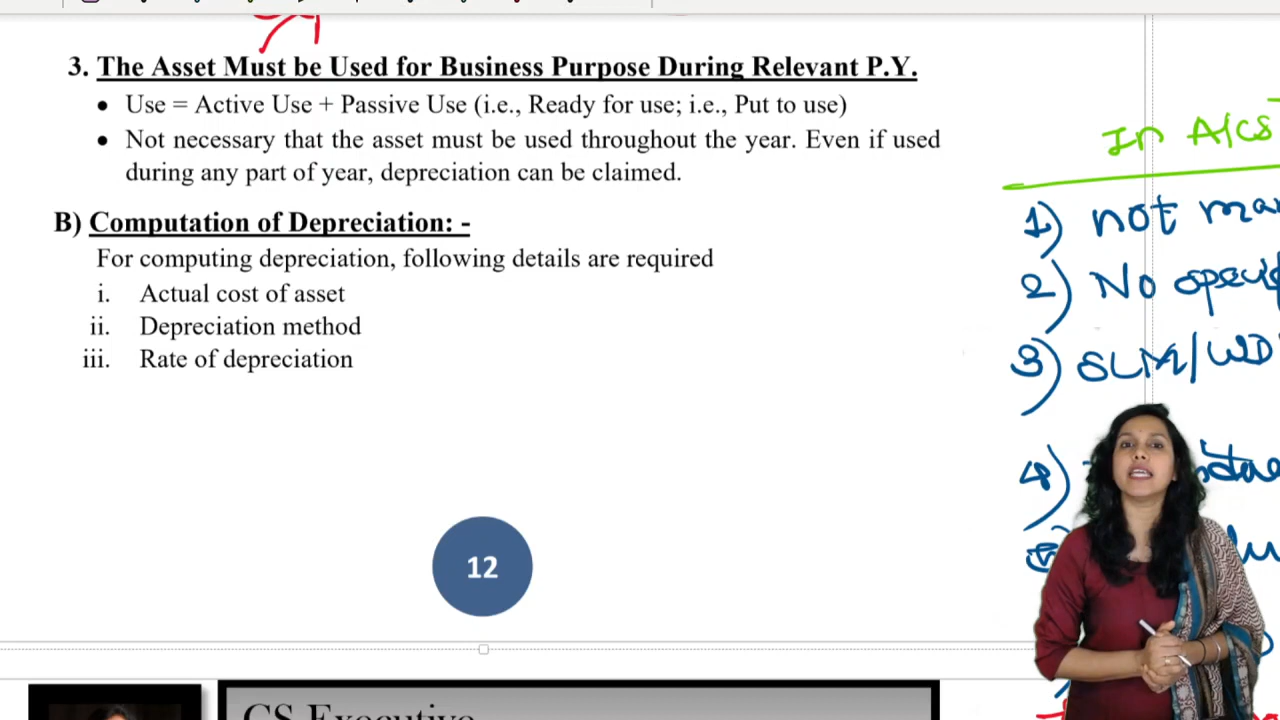 3. The Asset Must be Used for Business Purpose During Relevant P.Y.
• Use = Active Use + Passive Use (i.e., Ready for use; i.e., Put to use)
• Not necessary that the asset must be used throughout the year. Even if used
during any part of year, depreciation can be claimed.
B) Computation of Depreciation: -
For computing depreciation, following details are required
i. Actual cost of asset
ii. Depreciation method
iii. Rate of depreciation
12
CS Executive
In A/cs
1) not
2) No
3) SLM/WD
4)